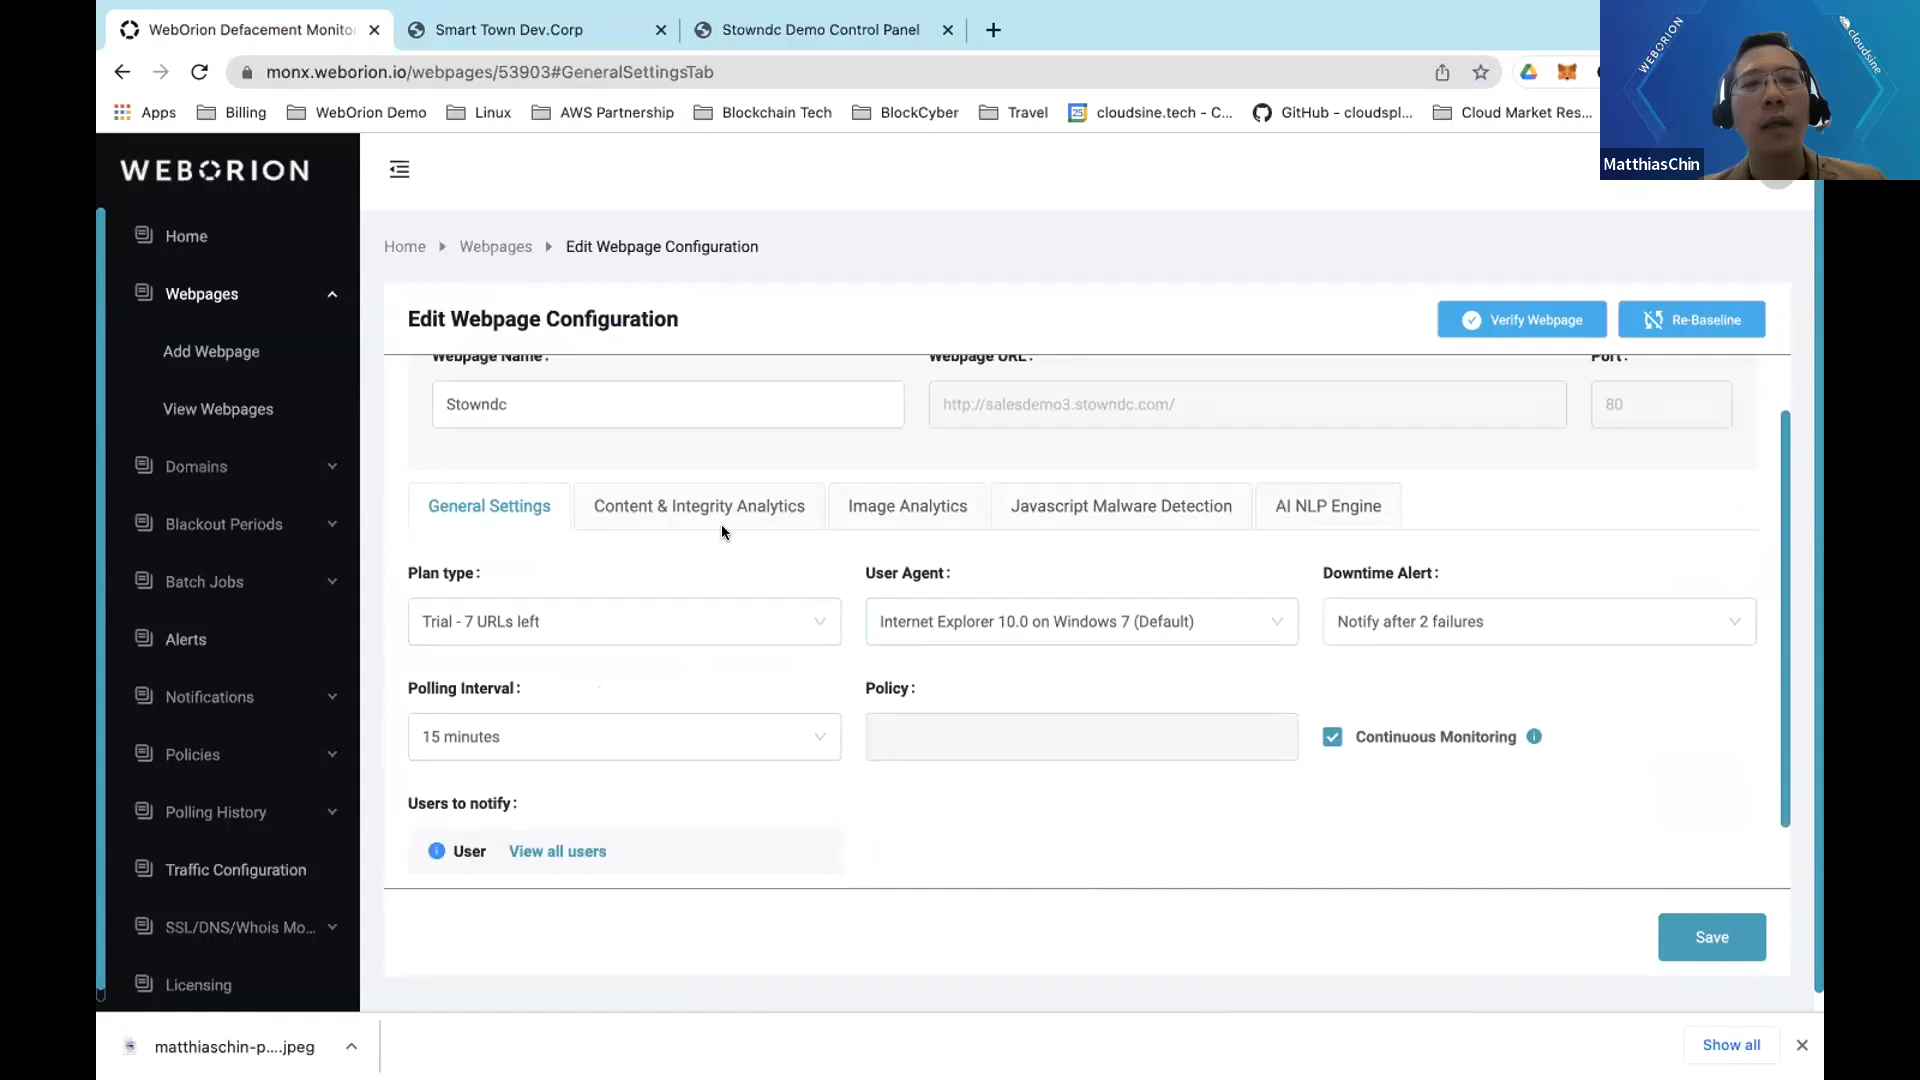 WebOrion Defacement Monito
Smart Town Dev.Corp
Stowndc Demo Control Panel
monx.weborion.io/webpages/53903#GeneralSettingsTab
Apps
Billing
WebOrion Demo
Linux
AWS Partnership
Blockchain Tech
BlockCyber
Travel
25
cloudsine.tech - C...
GitHub - cloudspl...
Cloud Market Res...
WEBORION
cloudsine
MatthiasChin
WEBORION
Home
Webpages
Add Webpage
View Webpages
Domains
Blackout Periods
Batch Jobs
Alerts
Notifications
Policies
Polling History
Traffic Configuration
SSL/DNS/Whois Mo...
Licensing
Home
Webpages
Edit Webpage Configuration
Edit Webpage Configuration
Verify Webpage
Re-Baseline
Webpage Name:
Webpage URL:
Port:
Stowndc
http://salesdemo3.stowndc.com/
80
General Settings
Content & Integrity Analytics
Image Analytics
Javascript Malware Detection
AI NLP Engine
Plan type:
User Agent:
Downtime Alert:
Trial - 7 URLs left
Internet Explorer 10.0 on Windows 7 (Default)
Notify after 2 failures
Polling Interval:
Policy:
15 minutes
Continuous Monitoring
Users to notify:
User
View all users
Save
matthiaschin-p....jpeg
Show all